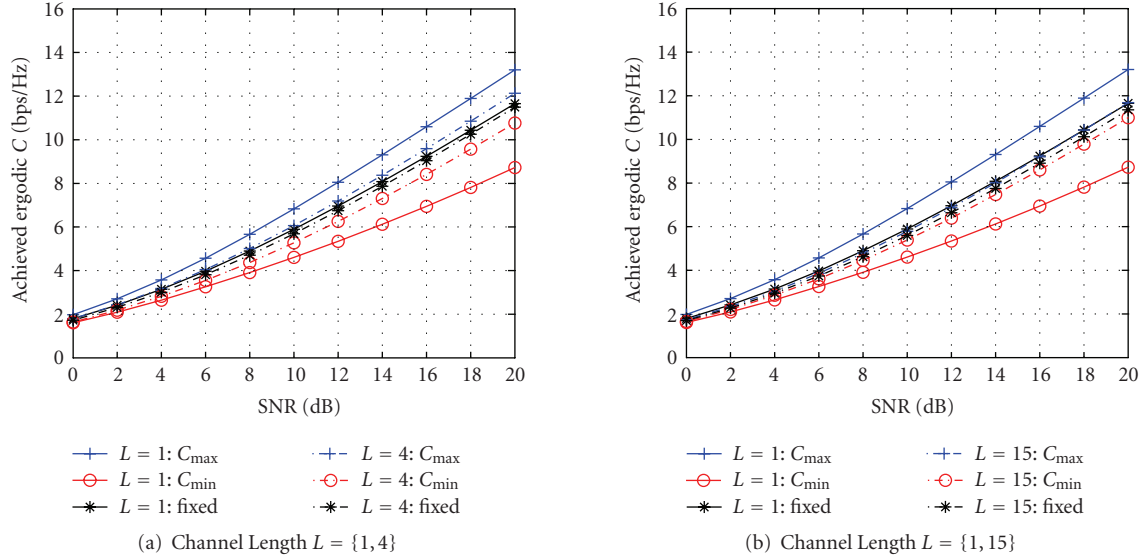 16
14
12
10
8
6
4
2
0
Achieved ergodic C (bps/Hz)
0 2 4 6 8 10 12 14 16 18 20
SNR (dB)
L = 1: Cmax
L = 4: Cmax
L = 1: Cmin
L = 4: Cmin
L = 1: fixed
L = 4: fixed
(a) Channel Length L = {1, 4}
16
14
12
10
8
6
4
2
0
Achieved ergodic C (bps/Hz)
0 2 4 6 8 10 12 14 16 18 20
SNR (dB)
L = 1: Cmax
L = 15: Cmax
L = 1: Cmin
L = 15: Cmin
L = 1: fixed
L = 15: fixed
(b) Channel Length L = {1, 15}